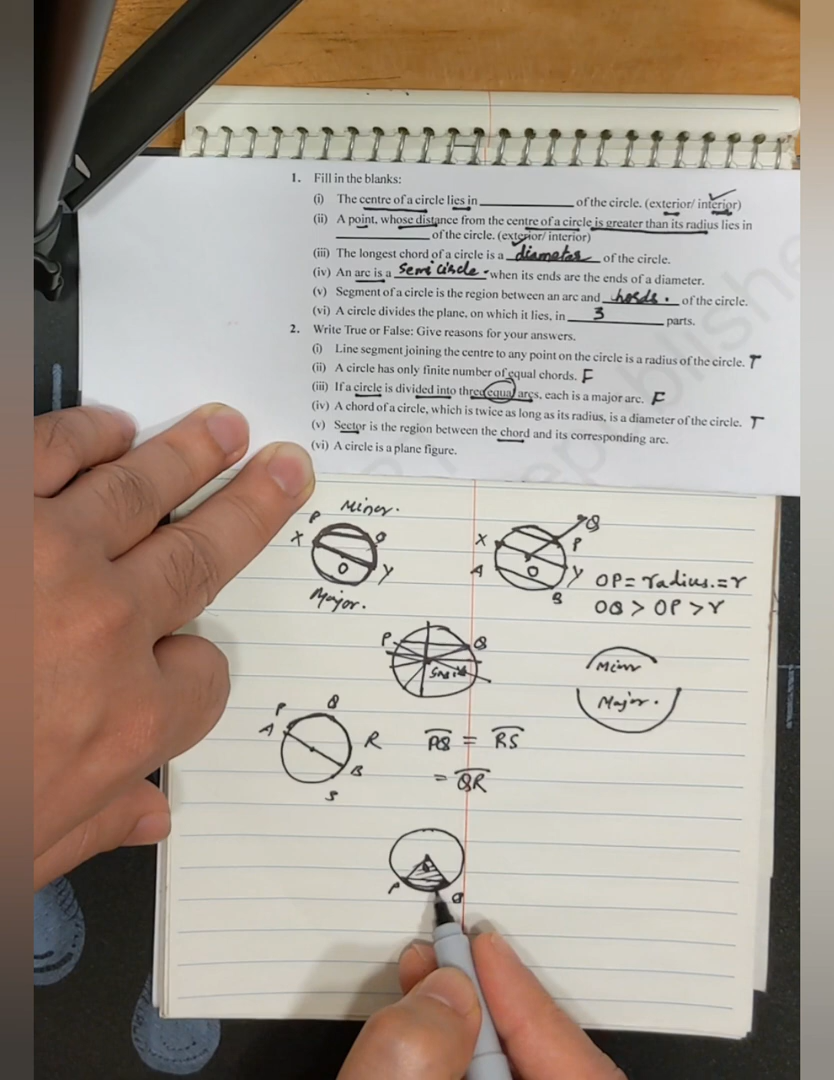 1. Fill in the blanks:
(i) The centre of a circle lies in ____________ of the circle. (exterior/ interior)
(ii) A point, whose distance from the centre of a circle is greater than its radius lies in
____________ of the circle. (exterior/ interior)
(iii) The longest chord of a circle is a diameter of the circle.
(iv) An arc is a Semi circle when its ends are the ends of a diameter.
(v) Segment of a circle is the region between an arc and chords. of the circle.
(vi) A circle divides the plane, on which it lies, in 3 parts.
2. Write True or False: Give reasons for your answers.
(i) Line segment joining the centre to any point on the circle is a radius of the circle. T
(ii) A circle has only finite number of equal chords. F
(iii) If a circle is divided into three equal arcs, each is a major arc. F
(iv) A chord of a circle, which is twice as long as its radius, is a diameter of the circle. T
(v) Sector is the region between the chord and its corresponding arc.
(vi) A circle is a plane figure.
Minor.
P
X Q
O Y
Major.
Q
X P
A O Y
B
OP = radius. = r
OQ > OP > r
P Q
Minor
Major.
P Q
A R
B
S
PQ = RS
= QR
O
P Q